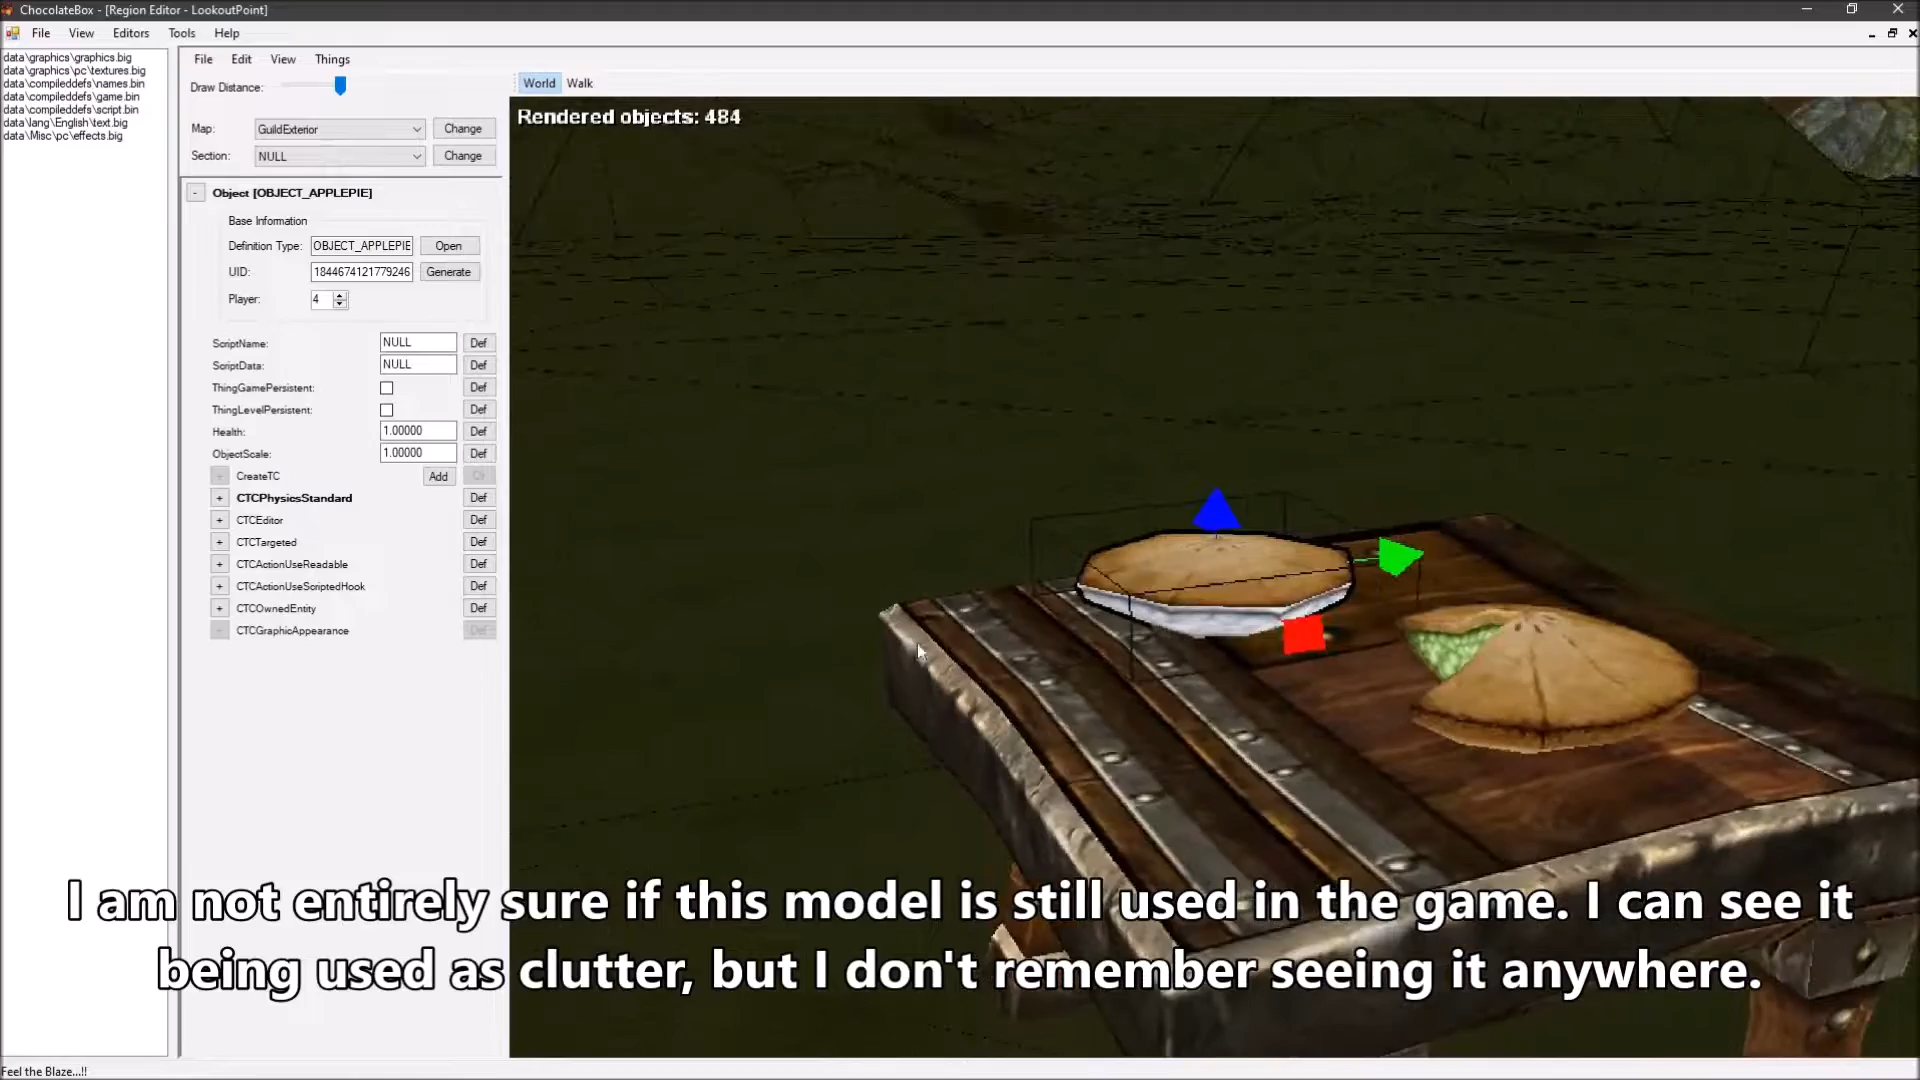 ChocolateBox - [Region Editor - LookoutPoint]
File View Editors Tools Help
data\graphics\graphics.big
data\graphics\pc\textures.big
data\compileddefs\names.bin
data\compileddefs\game.bin
data\compileddefs\script.bin
data\lang\English\text.big
data\Misc\pc\effects.big
File Edit View Things
Draw Distance:
Map: GuildExterior Change
Section: NULL Change
World Walk
Rendered objects: 484
- Object [OBJECT_APPLEPIE]
Base Information
Definition Type: OBJECT_APPLEPIE Open
UID: 1844674121779246 Generate
Player: 4
ScriptName: NULL Def
ScriptData: NULL Def
ThingGamePersistent: Def
ThingLevelPersistent: Def
Health: 1.00000 Def
ObjectScale: 1.00000 Def
CreateTC Add
+ CTCPhysicsStandard Def
+ CTCEditor Def
+ CTCTargeted Def
+ CTCActionUseReadable Def
+ CTCActionUseScriptedHook Def
+ CTCOwnedEntity Def
- CTCGraphicAppearance Def
I am not entirely sure if this model is still used in the game. I can see it
being used as clutter, but I don't remember seeing it anywhere.
Feel the Blaze...!!